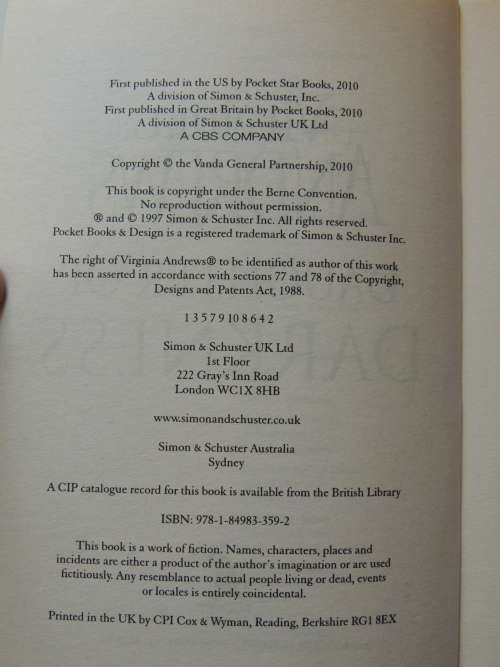 First published in the US by Pocket Star Books, 2010
A division of Simon & Schuster, Inc.
First published in Great Britain by Pocket Books, 2010
A division of Simon & Schuster UK Ltd
A CBS COMPANY
Copyright © the Vanda General Partnership, 2010
This book is copyright under the Berne Convention.
No reproduction without permission.
® and © 1997 Simon & Schuster Inc. All rights reserved.
Pocket Books & Design is a registered trademark of Simon & Schuster Inc.
The right of Virginia Andrews® to be identified as author of this work
has been asserted in accordance with sections 77 and 78 of the Copyright,
Designs and Patents Act, 1988.
1 3 5 7 9 10 8 6 4 2
Simon & Schuster UK Ltd
1st Floor
222 Gray's Inn Road
London WC1X 8HB
www.simonandschuster.co.uk
Simon & Schuster Australia
Sydney
A CIP catalogue record for this book is available from the British Library
ISBN: 978-1-84983-359-2
This book is a work of fiction. Names, characters, places and
incidents are either a product of the author's imagination or are used
fictitiously. Any resemblance to actual people living or dead, events
or locales is entirely coincidental.
Printed in the UK by CPI Cox & Wyman, Reading, Berkshire RG1 8EX